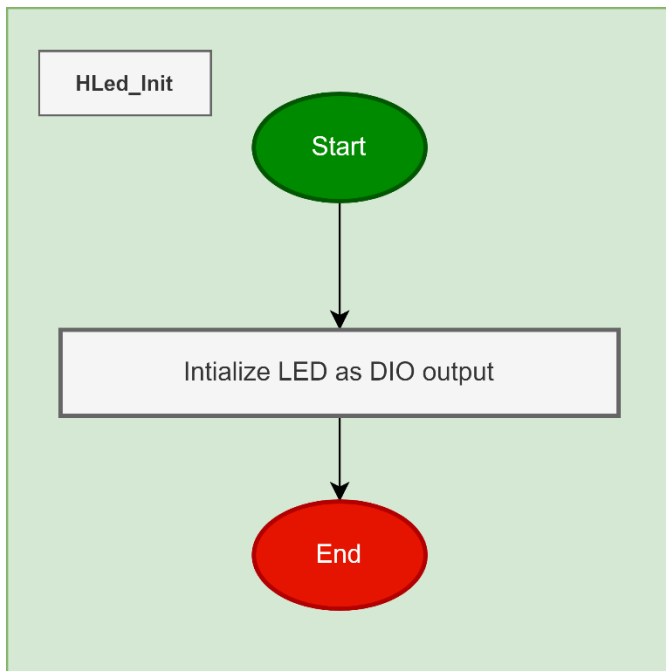 HLed_Init
Start
Intialize LED as DIO output
End